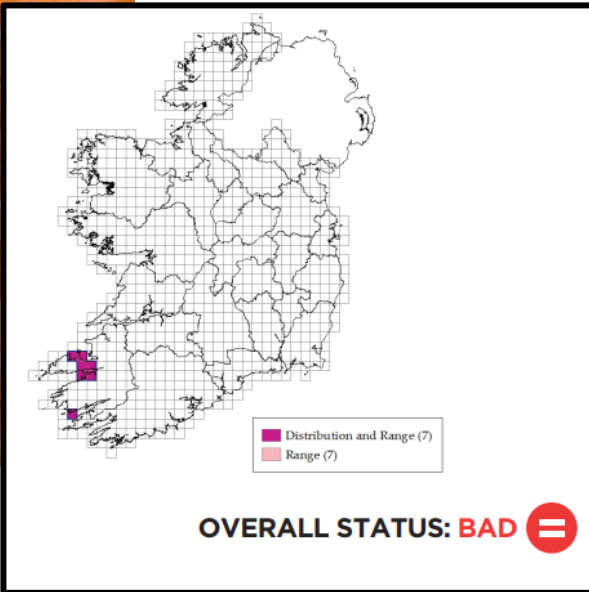 Distribution and Range (7)
Range (7)
OVERALL STATUS: BAD =